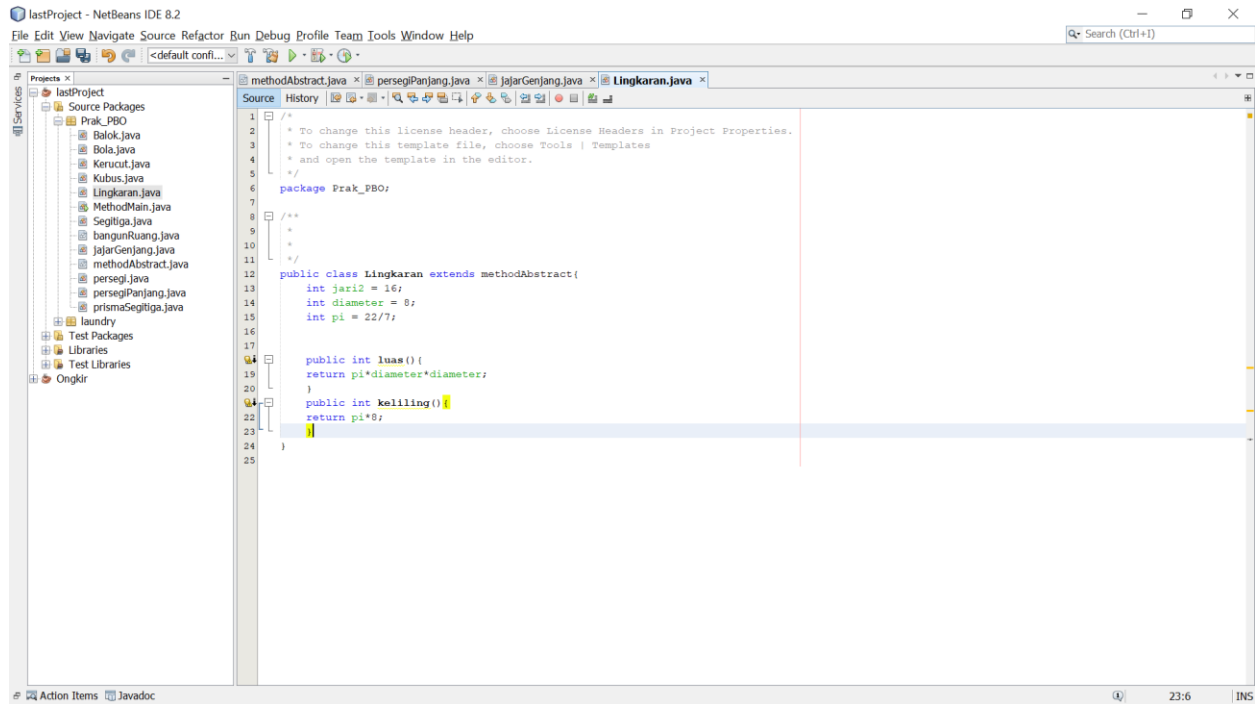 lastProject - NetBeans IDE 8.2
File Edit View Navigate Source Refactor Run Debug Profile Team Tools Window Help
Search (Ctrl+I)
<default confi...
Projects
methodAbstract.java
persegiPanjang.java
jajarGenjang.java
Lingkaran.java
Services
Source History
lastProject
Source Packages
Prak_PBO
Balok.java
Bola.java
Kerucut.java
Kubus.java
Lingkaran.java
MethodMain.java
Segitiga.java
bangunRuang.java
jajarGenjang.java
methodAbstract.java
persegi.java
persegiPanjang.java
prismaSegitiga.java
laundry
Test Packages
Libraries
Test Libraries
Ongkir
1 /*
2 * To change this license header, choose License Headers in Project Properties.
3 * To change this template file, choose Tools | Templates
4 * and open the template in the editor.
5 */
6 package Prak_PBO;
7
8 /**
9 *
10 *
11 */
12 public class Lingkaran extends methodAbstract{
13 int jari2 = 16;
14 int diameter = 8;
15 int pi = 22/7;
16
17
public int luas(){
19 return pi*diameter*diameter;
20 }
public int keliling(){
22 return pi*8;
23 }
24 }
25
Action Items Javadoc
23:6 INS